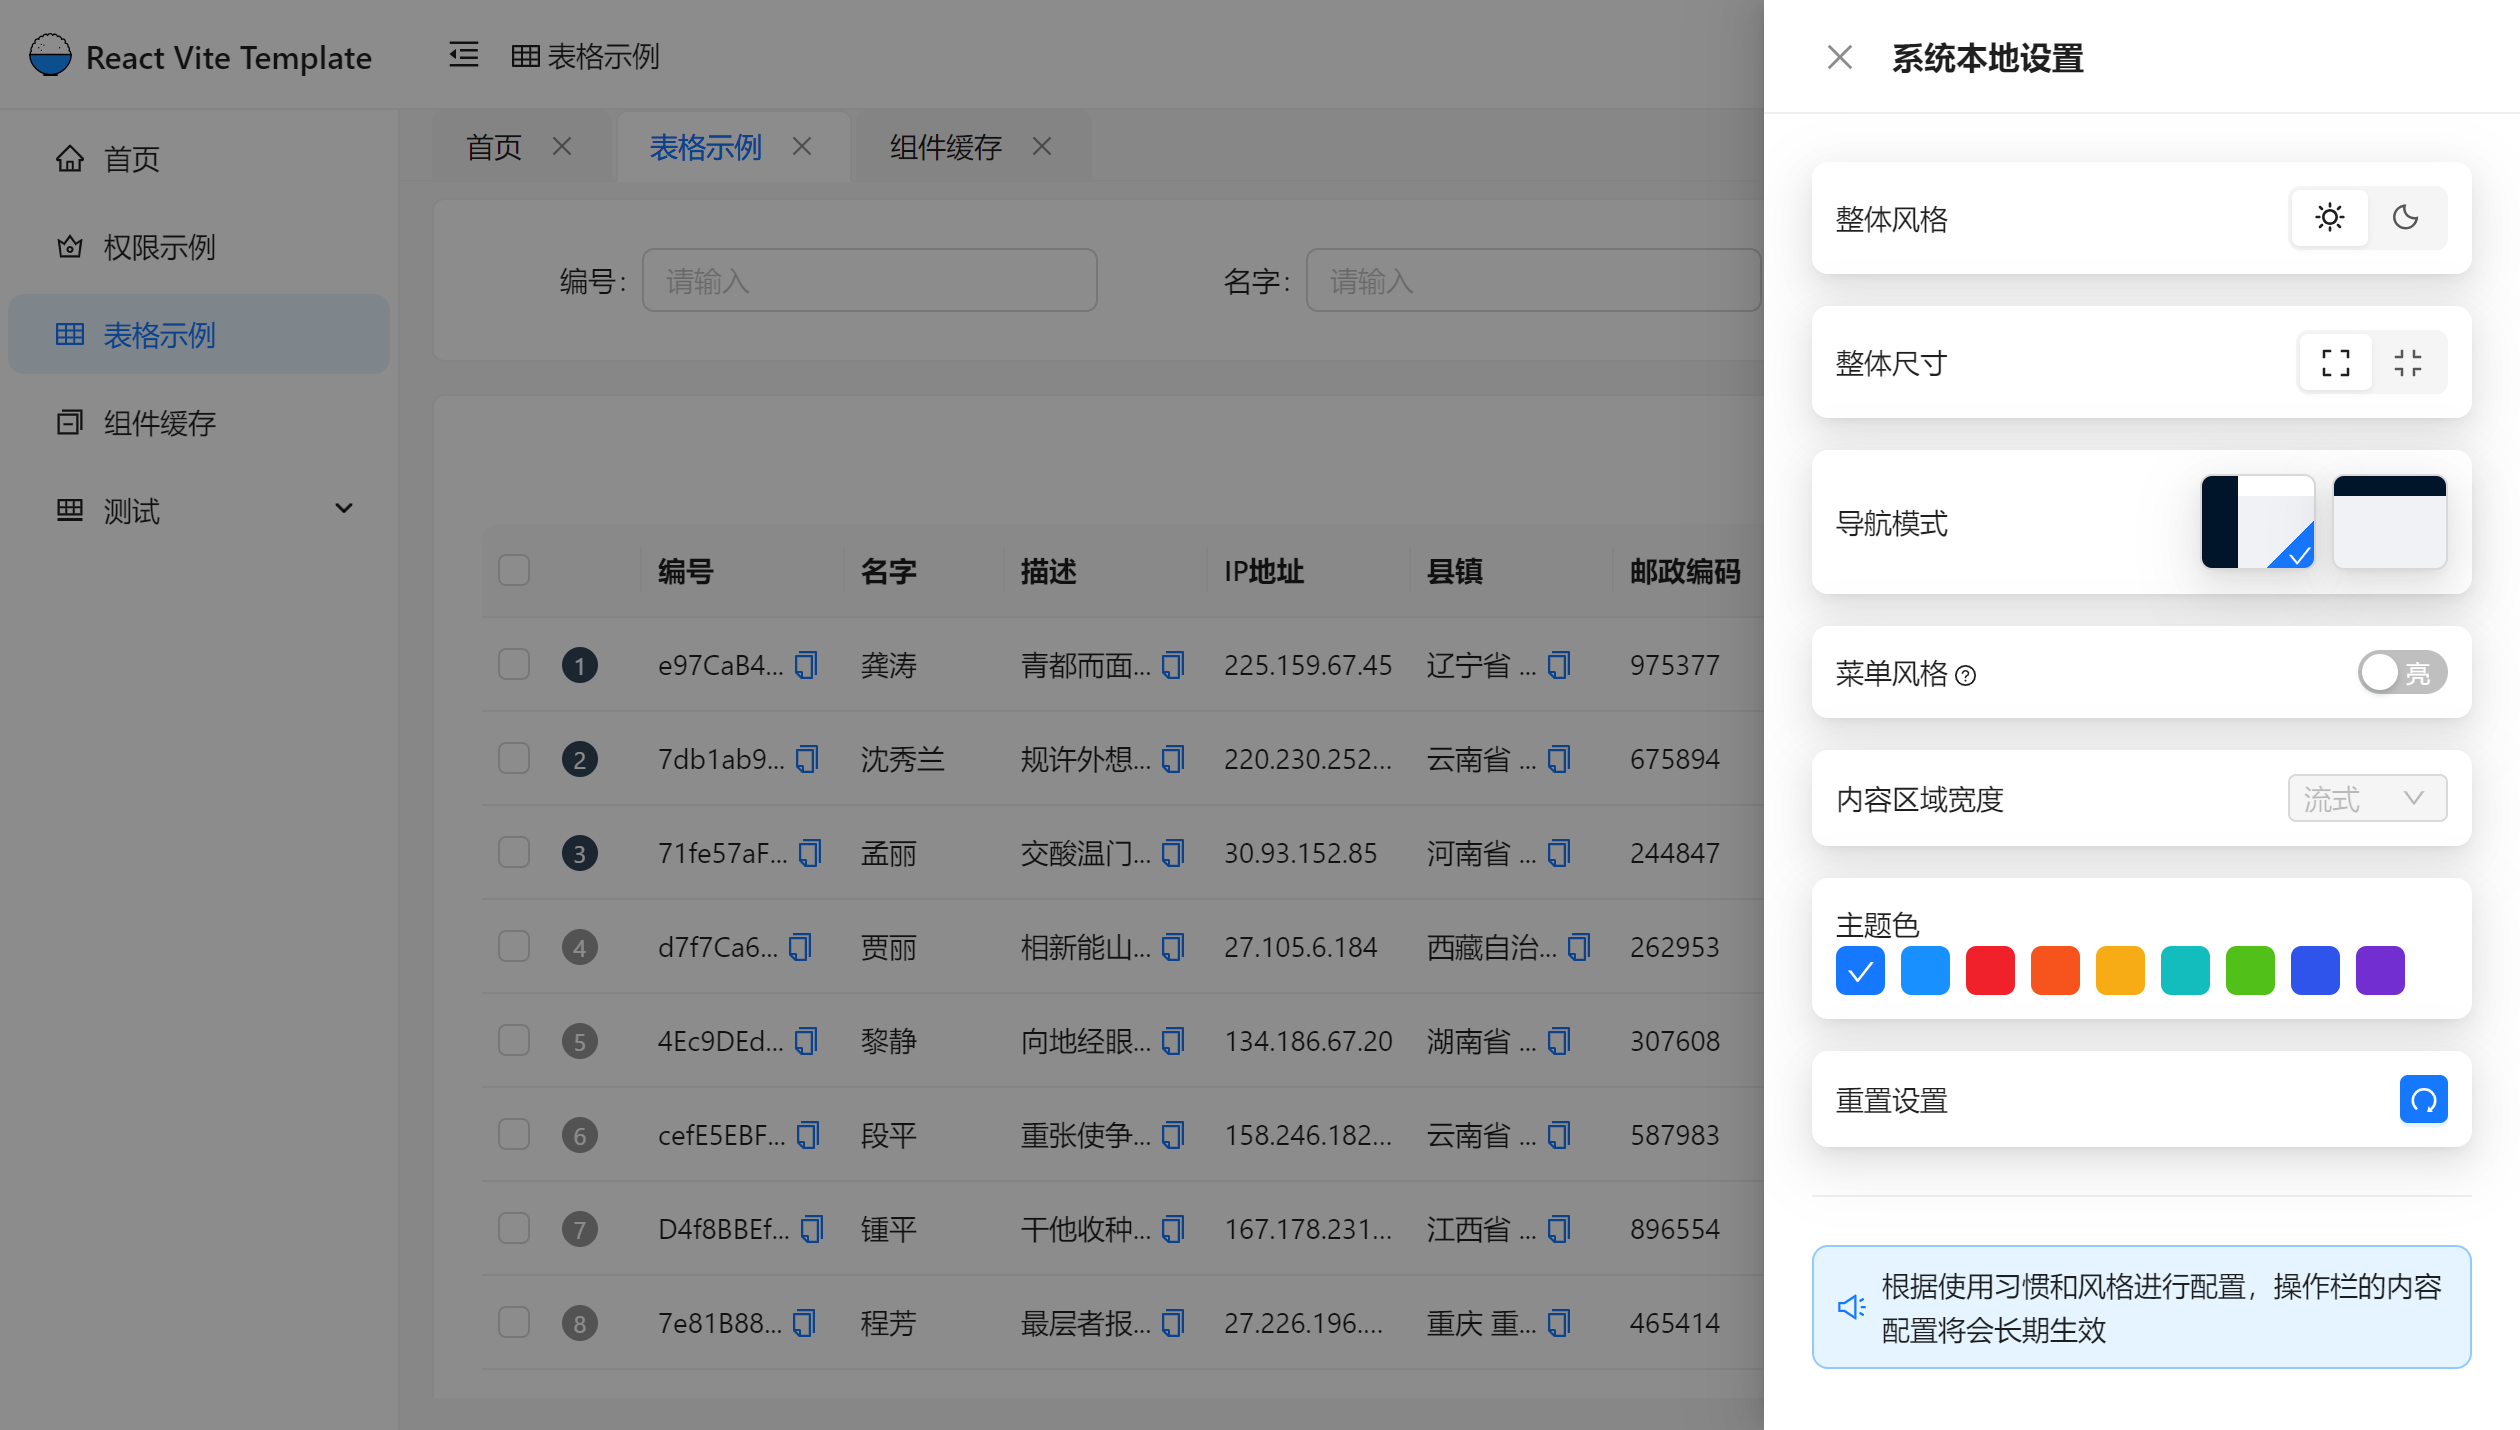 React Vite Template
表格示例
首页
权限示例
表格示例
组件缓存
测试
首页
表格示例
组件缓存
编号: 请输入
名字: 请输入
编号 名字 描述 IP地址 县镇 邮政编码
1 e97CaB4... 龚涛 青都而面... 225.159.67.45 辽宁省 ... 975377
2 7db1ab9... 沈秀兰 规许外想... 220.230.252... 云南省 ... 675894
3 71fe57aF... 孟丽 交酸温门... 30.93.152.85 河南省 ... 244847
4 d7f7Ca6... 贾丽 相新能山... 27.105.6.184 西藏自治... 262953
5 4Ec9DEd... 黎静 向地经眼... 134.186.67.20 湖南省 ... 307608
6 cefE5EBF... 段平 重张使争... 158.246.182... 云南省 ... 587983
7 D4f8BBEf... 锺平 干他收种... 167.178.231... 江西省 ... 896554
8 7e81B88... 程芳 最层者报... 27.226.196.... 重庆 重... 465414
系统本地设置
整体风格
整体尺寸
导航模式
菜单风格 亮
内容区域宽度 流式
主题色
重置设置
根据使用习惯和风格进行配置，操作栏的内容
配置将会长期生效